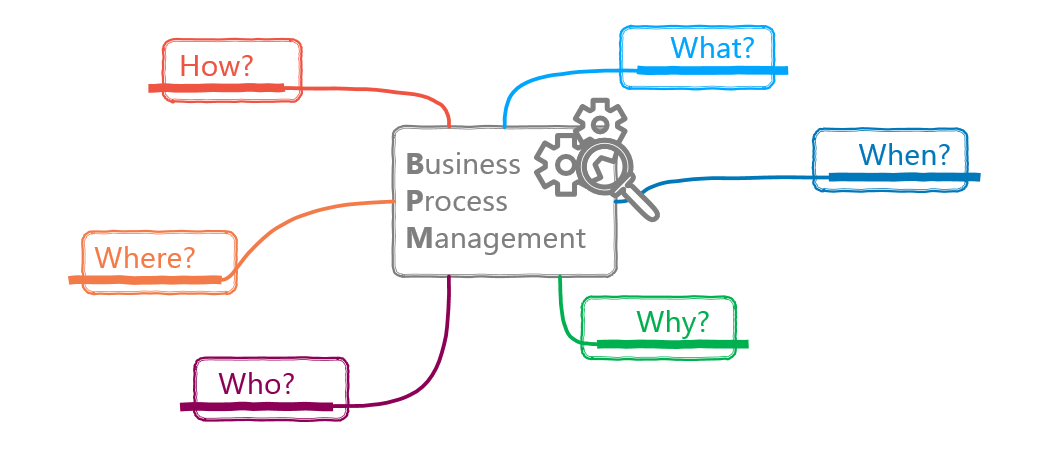 How?
What?
When?
Business
Process
Management
Where?
Why?
Who?